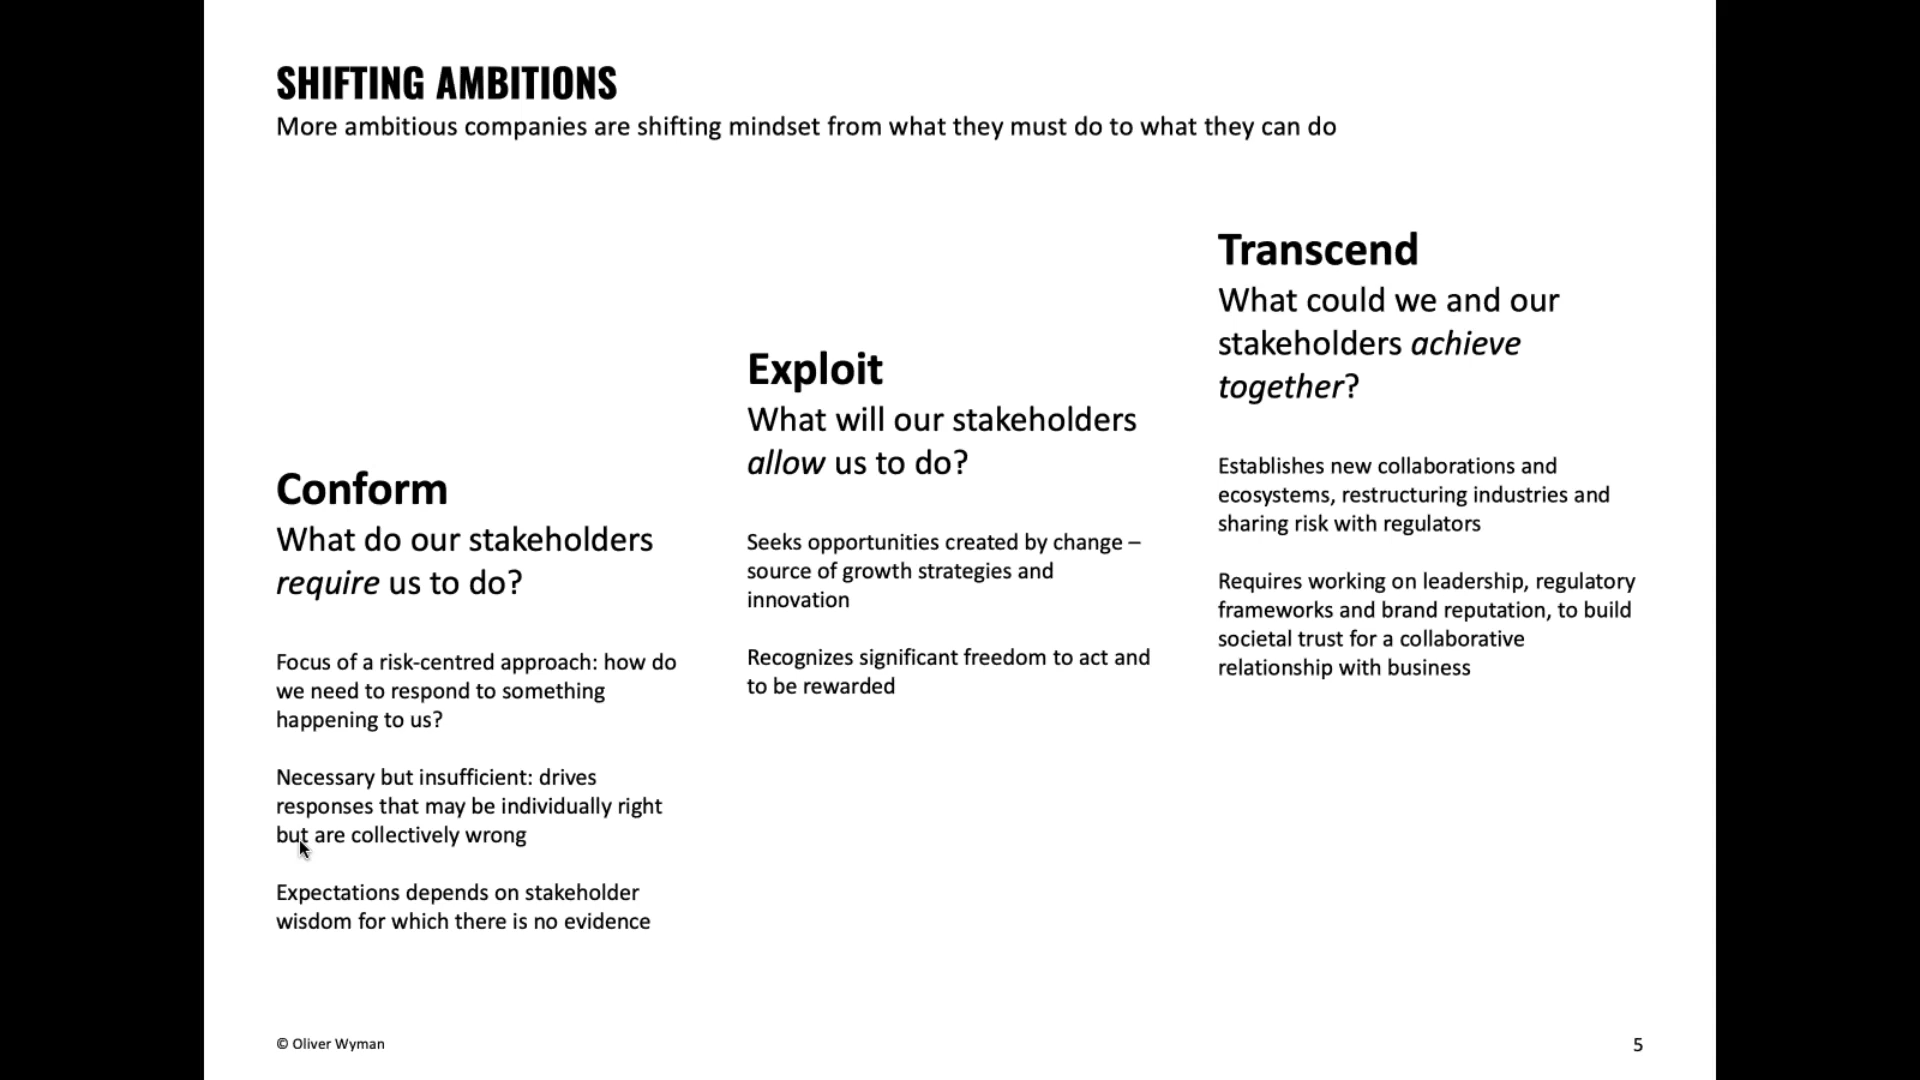 SHIFTING AMBITIONS
More ambitious companies are shifting mindset from what they must do to what they can do
Conform
What do our stakeholders
require us to do?
Focus of a risk-centred approach: how do
we need to respond to something
happening to us?
Necessary but insufficient: drives
responses that may be individually right
but are collectively wrong
Expectations depends on stakeholder
wisdom for which there is no evidence
Exploit
What will our stakeholders
allow us to do?
Seeks opportunities created by change –
source of growth strategies and
innovation
Recognizes significant freedom to act and
to be rewarded
Transcend
What could we and our
stakeholders achieve
together?
Establishes new collaborations and
ecosystems, restructuring industries and
sharing risk with regulators
Requires working on leadership, regulatory
frameworks and brand reputation, to build
societal trust for a collaborative
relationship with business
© Oliver Wyman
5